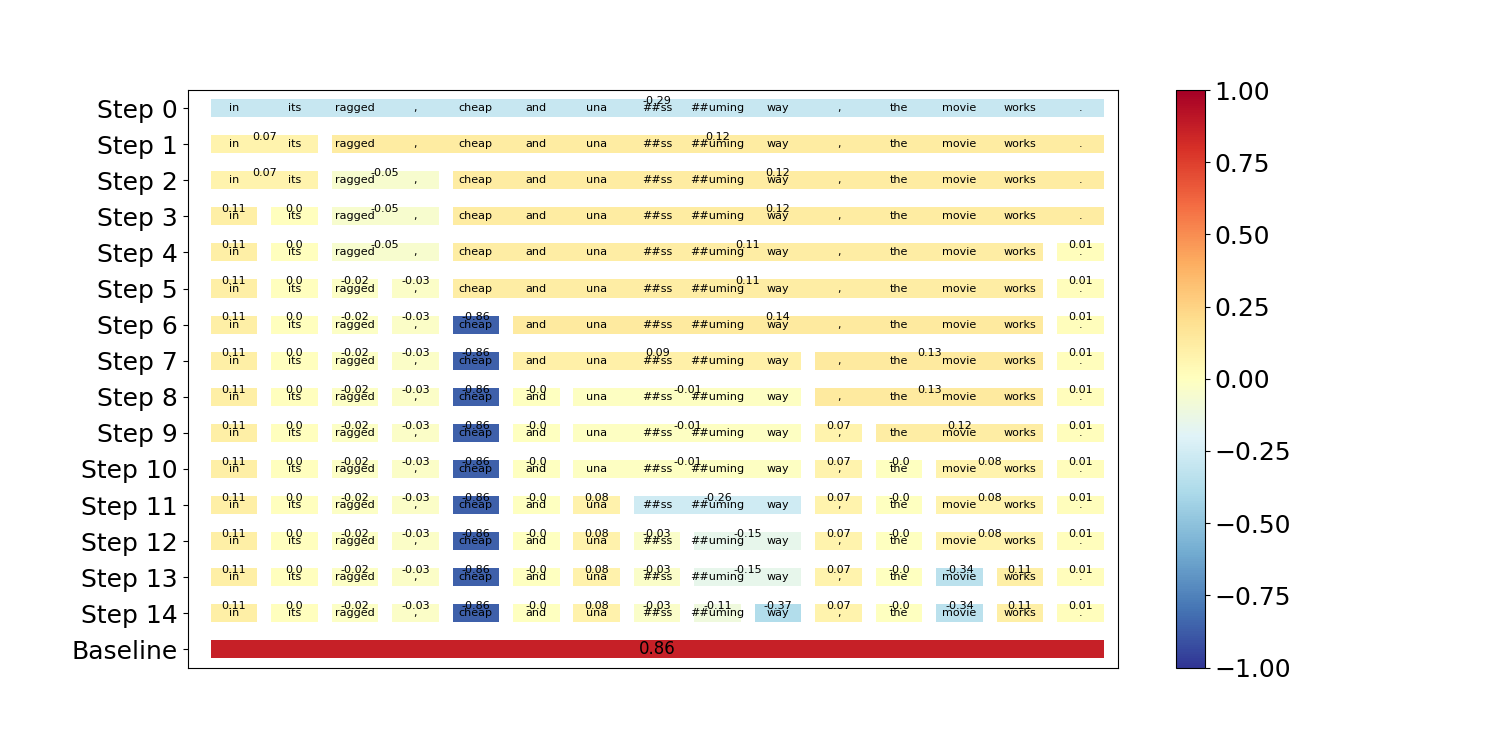 -0.29
Step 0 in its ragged , cheap and una ##ss ##uming way , the movie works . 1.00
0.07 0.12
Step 1 in its ragged , cheap and una ##ss ##uming way , the movie works .
0.07 -0.05 0.12 0.75
Step 2 in its ragged , cheap and una ##ss ##uming way , the movie works .
0.11 0.0 -0.05 0.12
Step 3 in its ragged , cheap and una ##ss ##uming way , the movie works .
0.11 0.0 -0.05 0.11 0.01 0.50
Step 4 in its ragged , cheap and una ##ss ##uming way , the movie works .
0.11 0.0 -0.02 -0.03 0.11 0.01
Step 5 in its ragged , cheap and una ##ss ##uming way , the movie works . 0.25
0.11 0.0 -0.02 -0.03 -0.86 0.14 0.01
Step 6 in its ragged , cheap and una ##ss ##uming way , the movie works .
0.11 0.0 -0.02 -0.03 -0.86 0.09 0.13 0.01
Step 7 in its ragged , cheap and una ##ss ##uming way , the movie works . 0.00
0.11 0.0 -0.02 -0.03 -0.86 -0.0 -0.01 0.13 0.01
Step 8 in its ragged , cheap and una ##ss ##uming way , the movie works .
0.11 0.0 -0.02 -0.03 -0.86 -0.0 -0.01 0.07 0.12 0.01
Step 9 in its ragged , cheap and una ##ss ##uming way , the movie works . −0.25
0.11 0.0 -0.02 -0.03 -0.86 -0.0 -0.01 0.07 -0.0 0.08 0.01
Step 10 in its ragged , cheap and una ##ss ##uming way , the movie works .
0.11 0.0 -0.02 -0.03 -0.86 -0.0 0.08 -0.26 0.07 -0.0 0.08 0.01
Step 11 in its ragged , cheap and una ##ss ##uming way , the movie works . −0.50
0.11 0.0 -0.02 -0.03 -0.86 -0.0 0.08 -0.03 -0.15 0.07 -0.0 0.08 0.01
Step 12 in its ragged , cheap and una ##ss ##uming way , the movie works .
0.11 0.0 -0.02 -0.03 -0.86 -0.0 0.08 -0.03 -0.15 0.07 -0.0 -0.34 0.11 0.01
Step 13 in its ragged , cheap and una ##ss ##uming way , the movie works . −0.75
0.11 0.0 -0.02 -0.03 -0.86 -0.0 0.08 -0.03 -0.11 -0.37 0.07 -0.0 -0.34 0.11 0.01
Step 14 in its ragged , cheap and una ##ss ##uming way , the movie works .
Baseline 0.86 −1.00